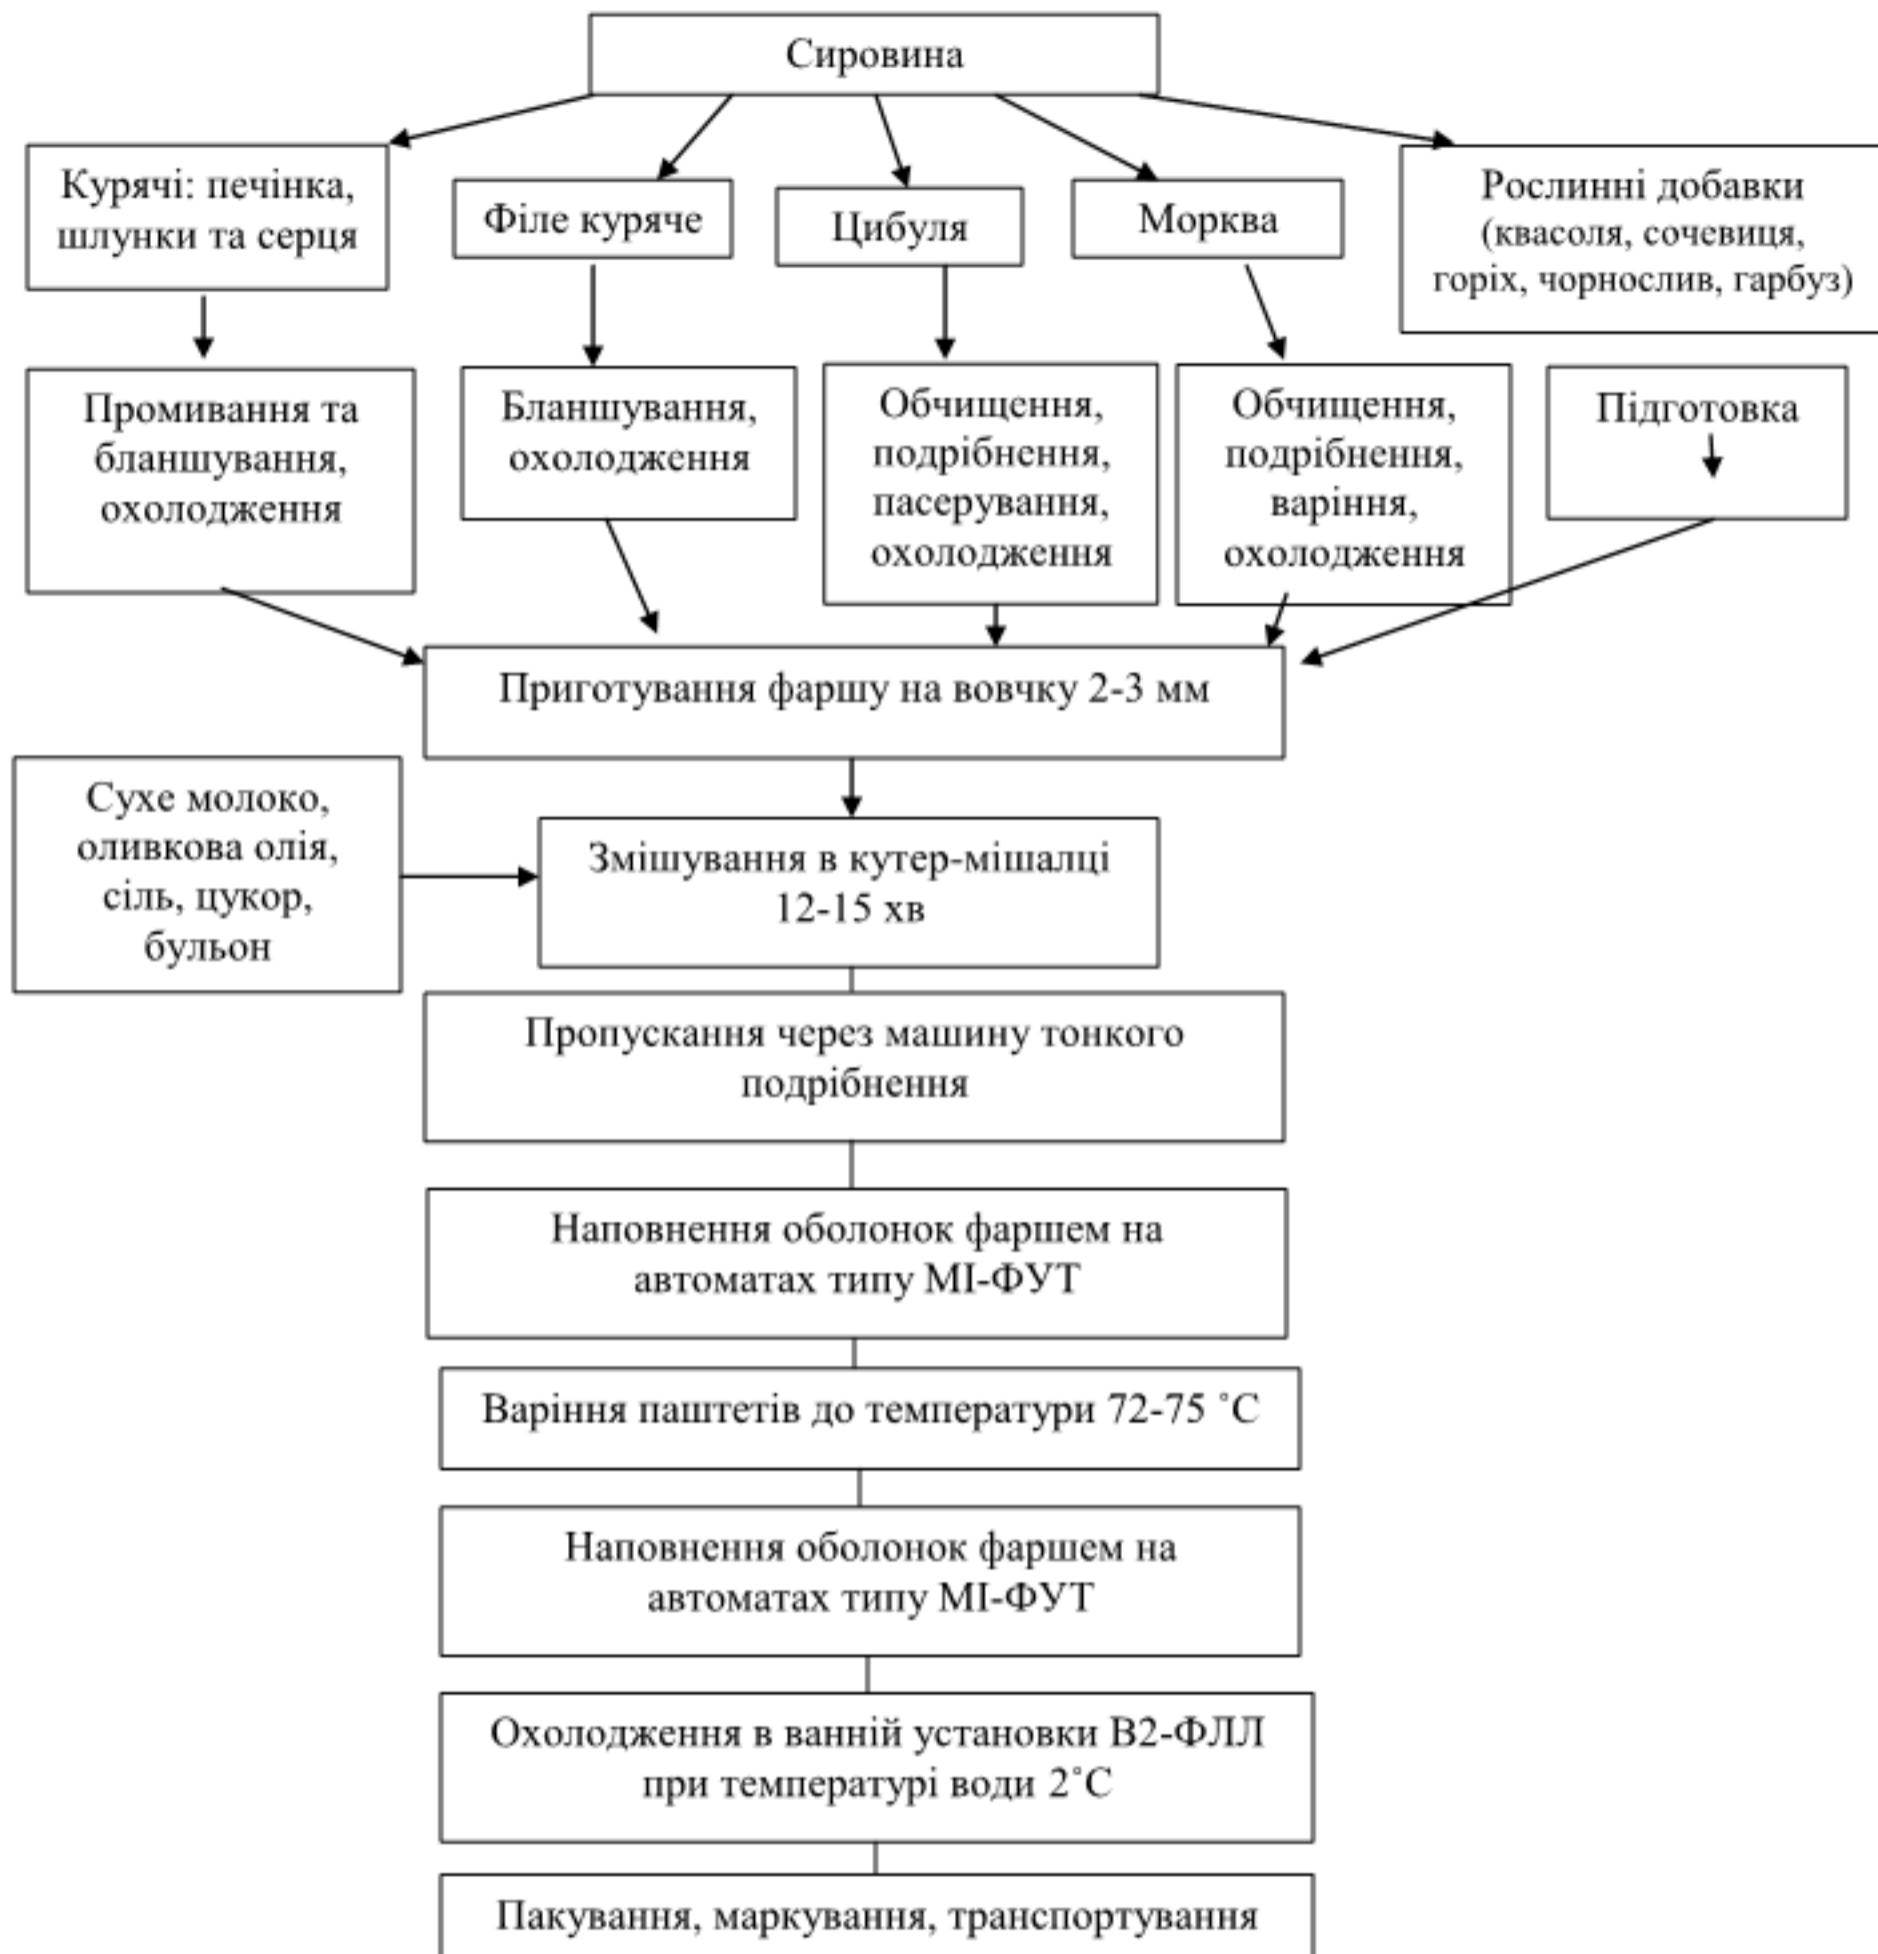 Сировина
Курячі: печінка,
шлунки та серця
Філе куряче
Цибуля
Морква
Рослинні добавки
(квасоля, сочевиця,
горіх, чорнослив, гарбуз)
Промивання та
бланшування,
охолодження
Бланшування,
охолодження
Обчищення,
подрібнення,
пасерування,
охолодження
Обчищення,
подрібнення,
варіння,
охолодження
Підготовка
Приготування фаршу на вовчку 2-3 мм
Сухе молоко,
оливкова олія,
сіль, цукор,
бульон
Змішування в кутер-мішалці
12-15 хв
Пропускання через машину тонкого
подрібнення
Наповнення оболонок фаршем на
автоматах типу МІ-ФУТ
Варіння паштетів до температури 72-75 ˚С
Наповнення оболонок фаршем на
автоматах типу МІ-ФУТ
Охолодження в ванній установки В2-ФЛЛ
при температурі води 2˚С
Пакування, маркування, транспортування